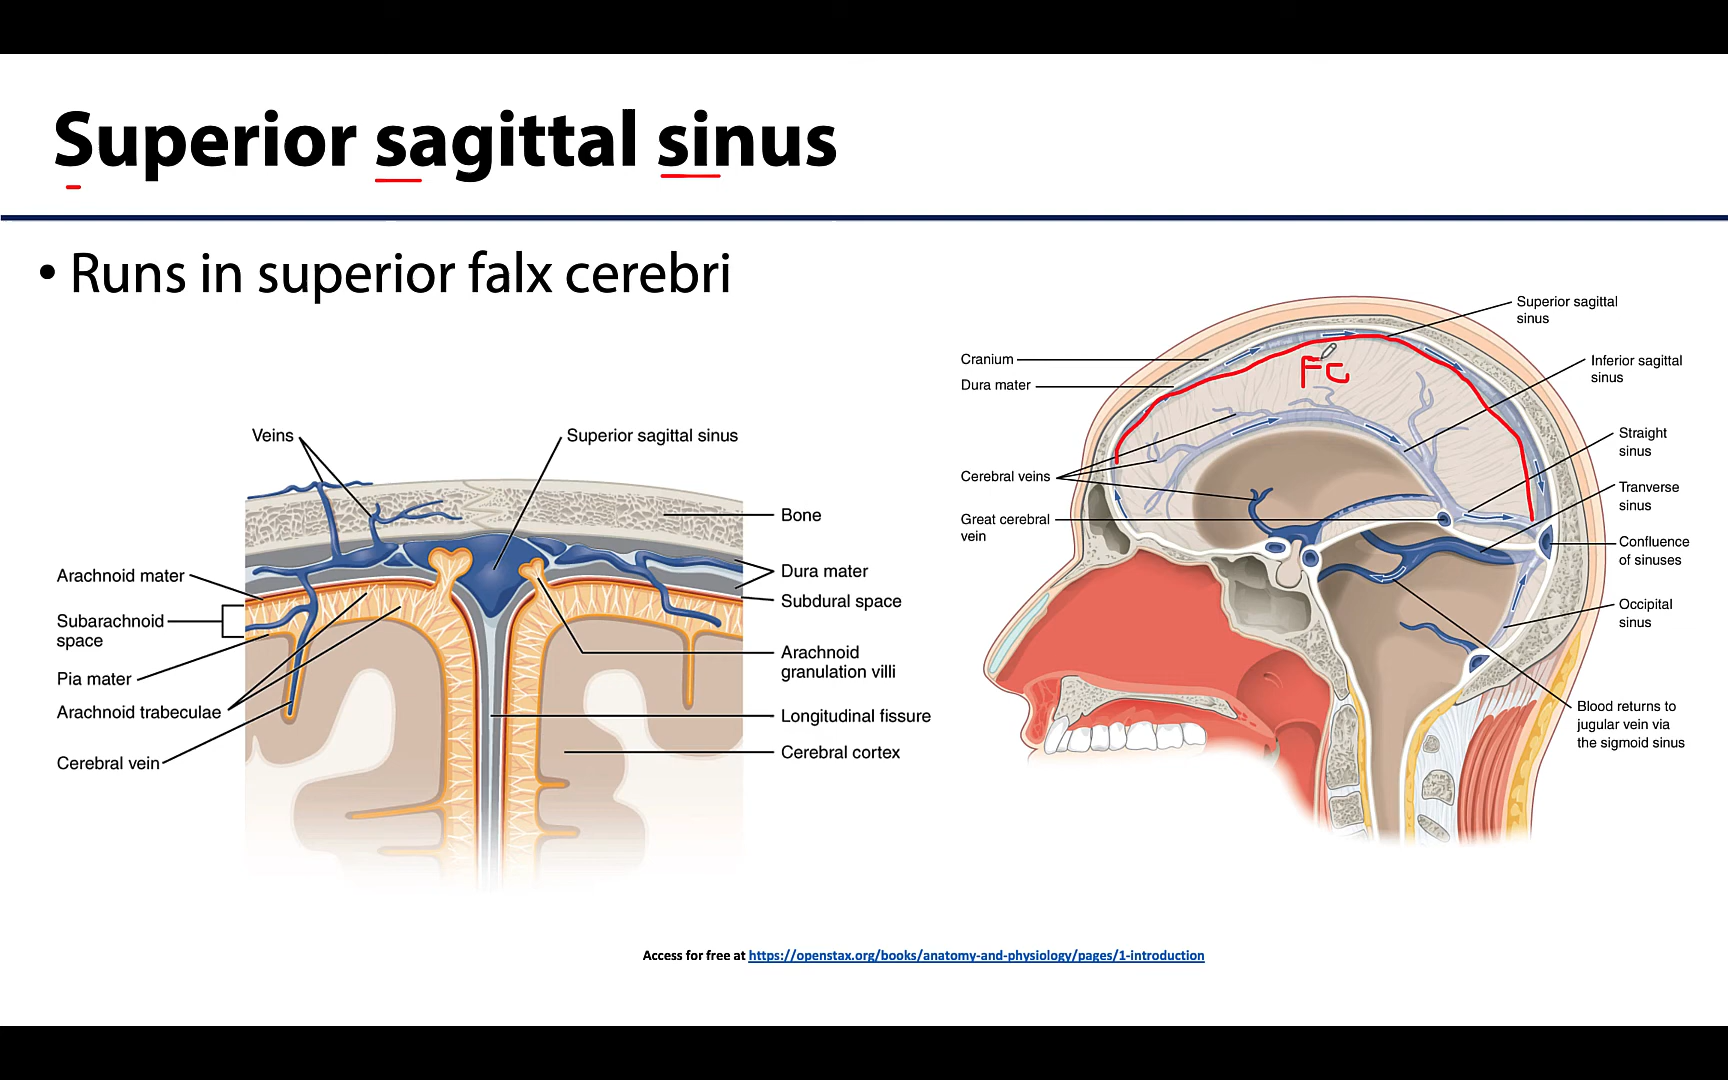 Superior sagittal sinus
• Runs in superior falx cerebri
Veins
Superior sagittal sinus
Bone
Arachnoid mater
Dura mater
Subdural space
Subarachnoid
space
Arachnoid
granulation villi
Pia mater
Arachnoid trabeculae
Longitudinal fissure
Cerebral cortex
Cerebral vein
Superior sagittal
sinus
Cranium
Dura mater
FC
Inferior sagittal
sinus
Straight
sinus
Cerebral veins
Tranverse
sinus
Great cerebral
vein
Confluence
of sinuses
Occipital
sinus
Blood returns to
jugular vein via
the sigmoid sinus
Access for free at https://openstax.org/books/anatomy-and-physiology/pages/1-introduction